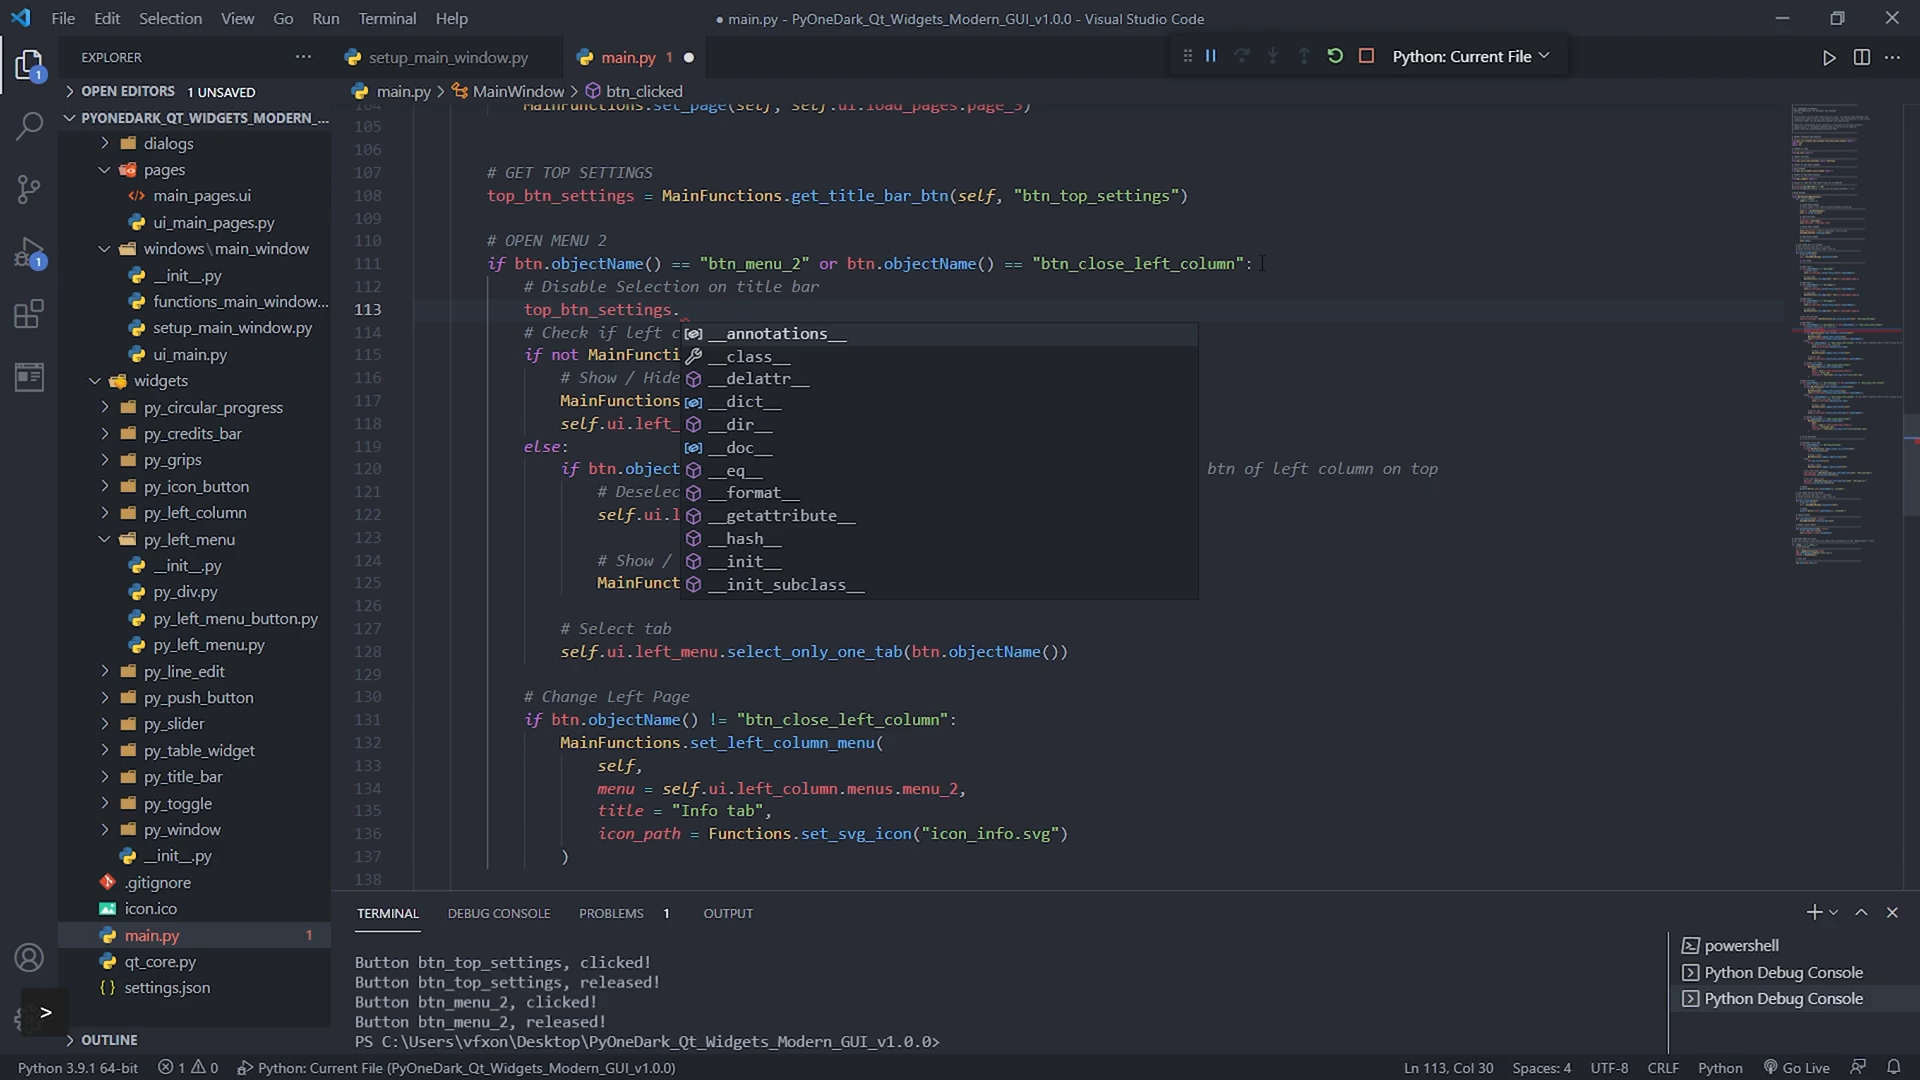 File Edit Selection View Go Run Terminal Help
● main.py - PyOneDark_Qt_Widgets_Modern_GUI_v1.0.0 - Visual Studio Code
EXPLORER
setup_main_window.py
main.py 1
Python: Current File
OPEN EDITORS 1 UNSAVED
main.py > MainWindow > btn_clicked
PYONEDARK_QT_WIDGETS_MODERN_...
dialogs
pages
main_pages.ui
ui_main_pages.py
windows\main_window
__init__.py
functions_main_window...
setup_main_window.py
ui_main.py
widgets
py_circular_progress
py_credits_bar
py_grips
py_icon_button
py_left_column
py_left_menu
__init__.py
py_div.py
py_left_menu_button.py
py_left_menu.py
py_line_edit
py_push_button
py_slider
py_table_widget
py_title_bar
py_toggle
py_window
__init__.py
.gitignore
icon.ico
main.py 1
qt_core.py
{ } settings.json
>
OUTLINE
104 MainFunctions.set_page(self, self.ui.load_pages.page_3)
105
106
107 # GET TOP SETTINGS
108 top_btn_settings = MainFunctions.get_title_bar_btn(self, "btn_top_settings")
109
110 # OPEN MENU 2
111 if btn.objectName() == "btn_menu_2" or btn.objectName() == "btn_close_left_column":
112 # Disable Selection on title bar
113 top_btn_settings.
114 # Check if left c
115 if not MainFuncti
116 # Show / Hide
117 MainFunctions
118 self.ui.left_
119 else:
120 if btn.object btn of left column on top
121 # Deselec
122 self.ui.l
123
124 # Show /
125 MainFunct
126
127 # Select tab
128 self.ui.left_menu.select_only_one_tab(btn.objectName())
129
130 # Change Left Page
131 if btn.objectName() != "btn_close_left_column":
132 MainFunctions.set_left_column_menu(
133 self,
134 menu = self.ui.left_column.menus.menu_2,
135 title = "Info tab",
136 icon_path = Functions.set_svg_icon("icon_info.svg")
137 )
138
__annotations__
__class__
__delattr__
__dict__
__dir__
__doc__
__eq__
__format__
__getattribute__
__hash__
__init__
__init_subclass__
TERMINAL DEBUG CONSOLE PROBLEMS 1 OUTPUT
Button btn_top_settings, clicked!
Button btn_top_settings, released!
Button btn_menu_2, clicked!
Button btn_menu_2, released!
PS C:\Users\vfxon\Desktop\PyOneDark_Qt_Widgets_Modern_GUI_v1.0.0>
powershell
Python Debug Console
Python Debug Console
Python 3.9.1 64-bit 1 0 Python: Current File (PyOneDark_Qt_Widgets_Modern_GUI_v1.0.0)
Ln 113, Col 30 Spaces: 4 UTF-8 CRLF Python Go Live